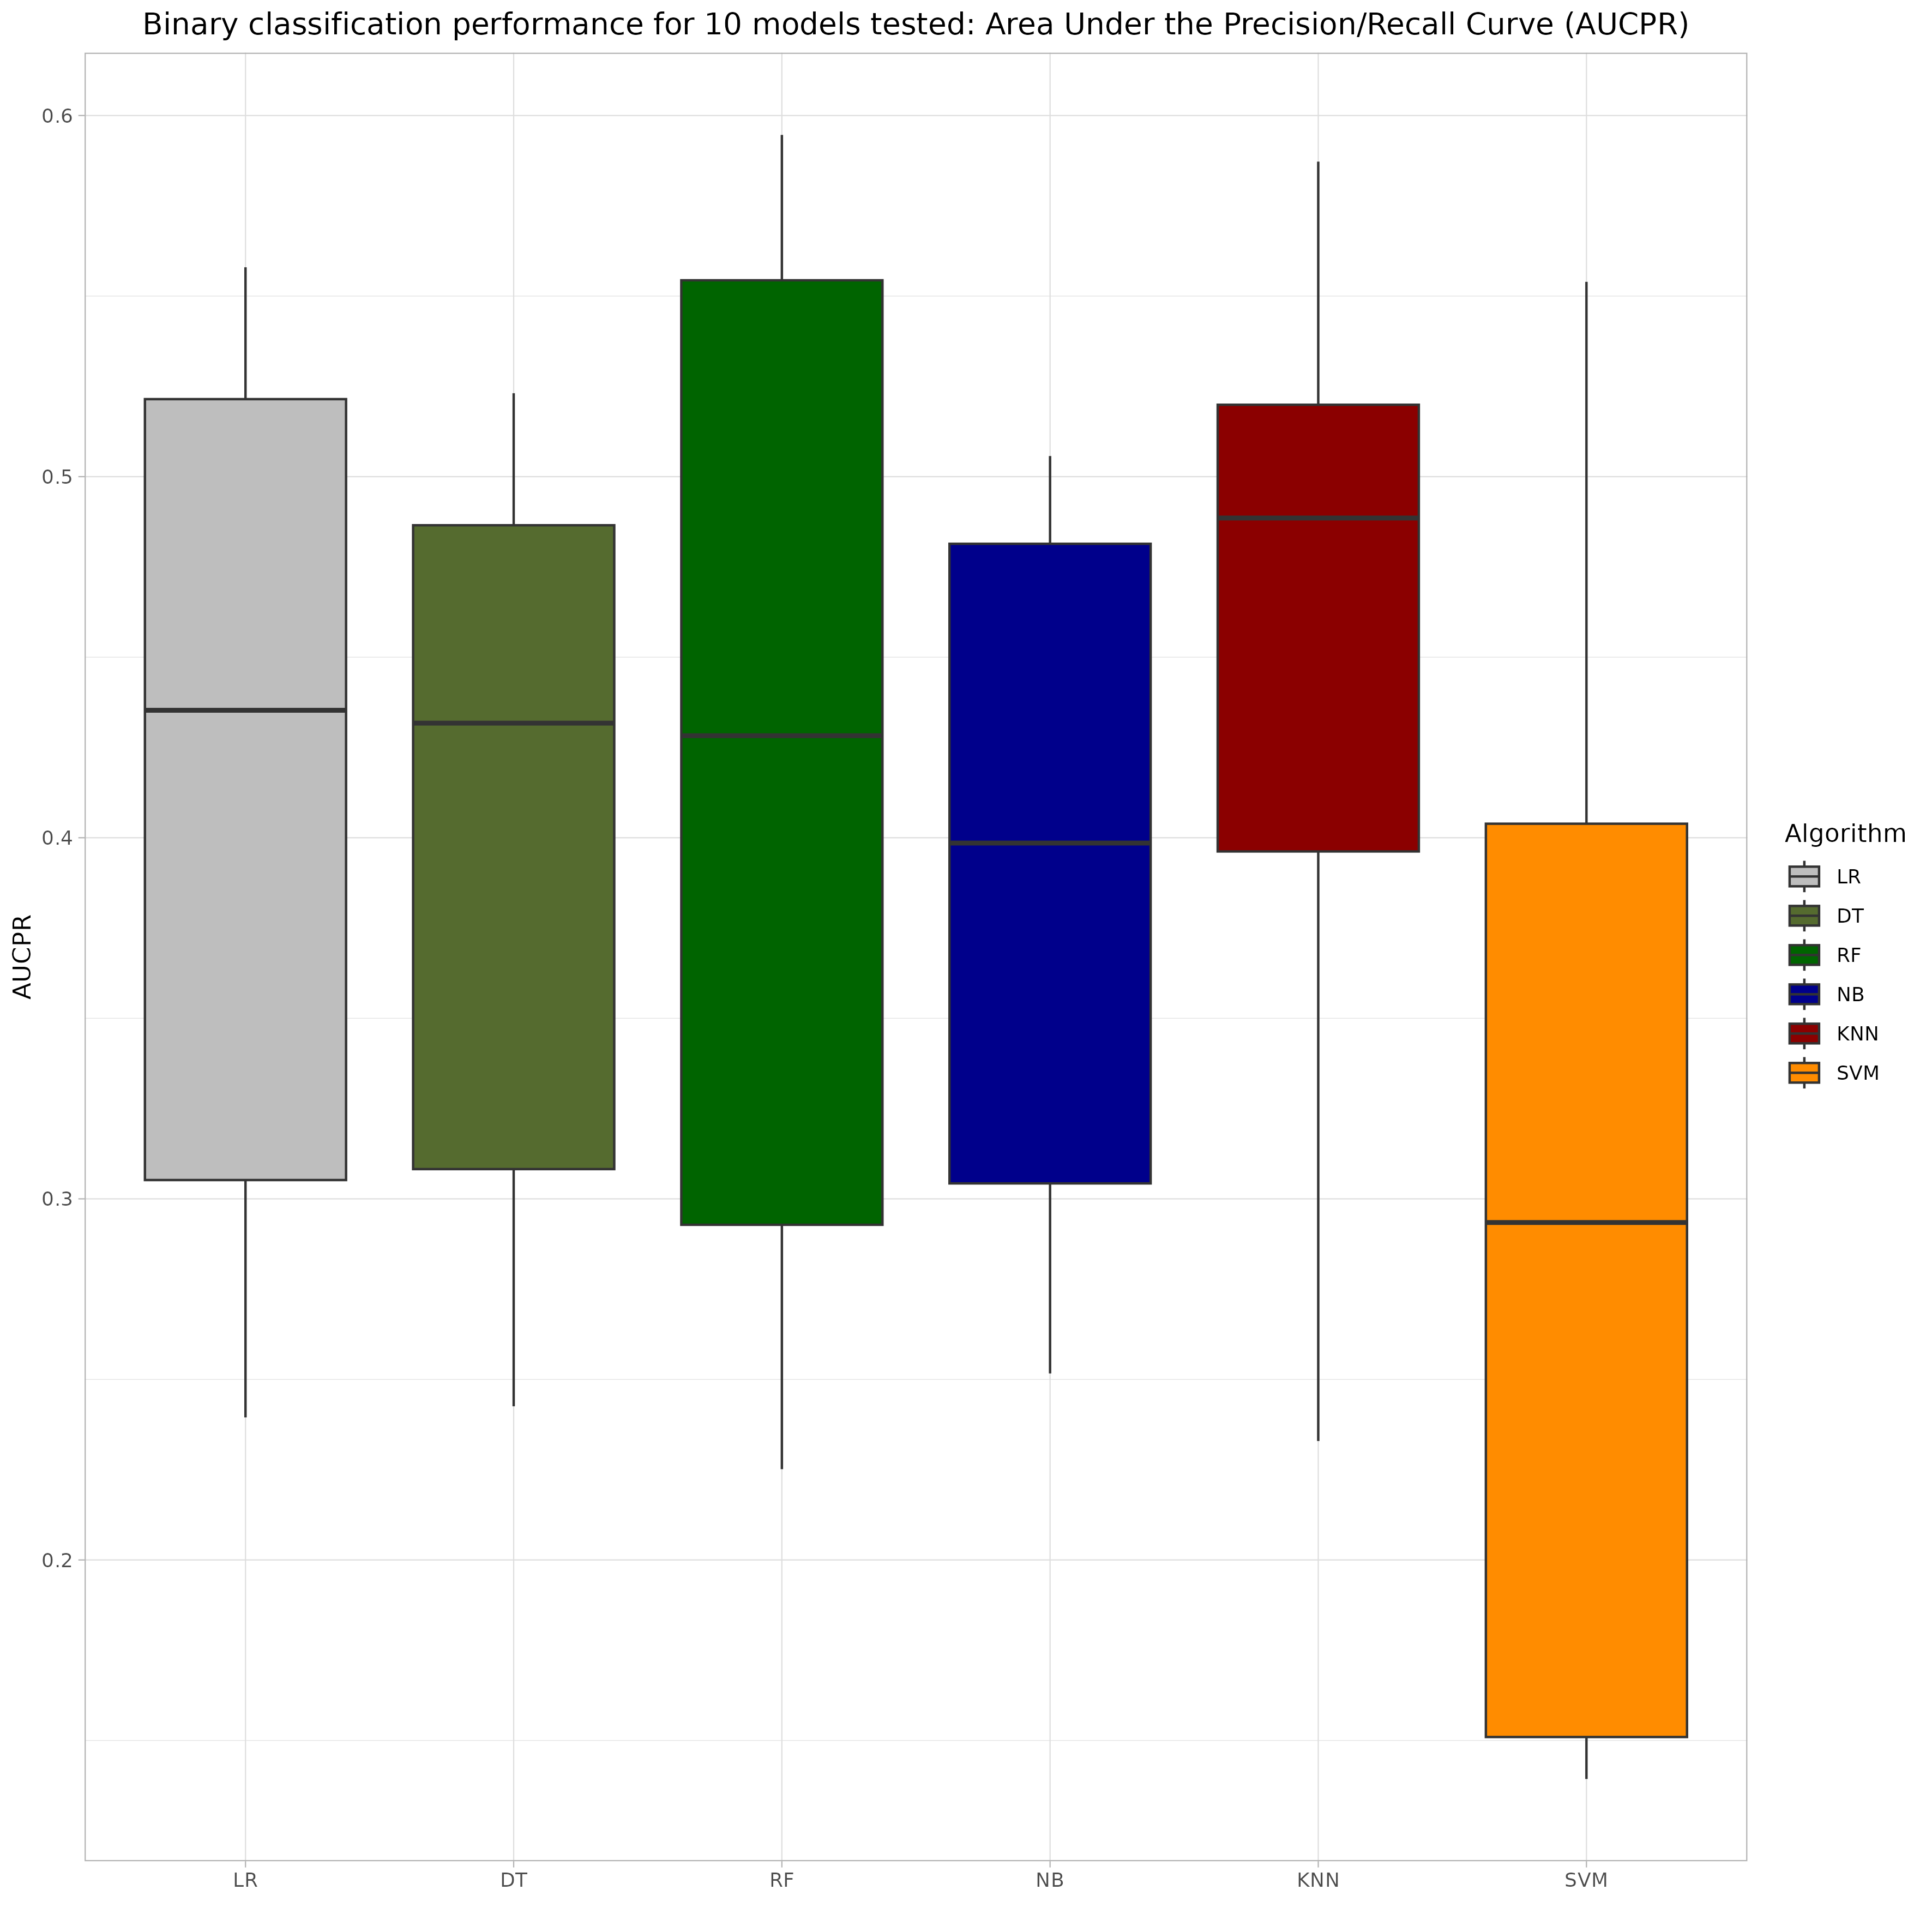 Binary classification performance for 10 models tested: Area Under the Precision/Recall Curve (AUCPR)
0.6
0.5
0.4
0.3
0.2
AUCPR
LR DT RF NB KNN SVM
Algorithm
LR
DT
RF
NB
KNN
SVM